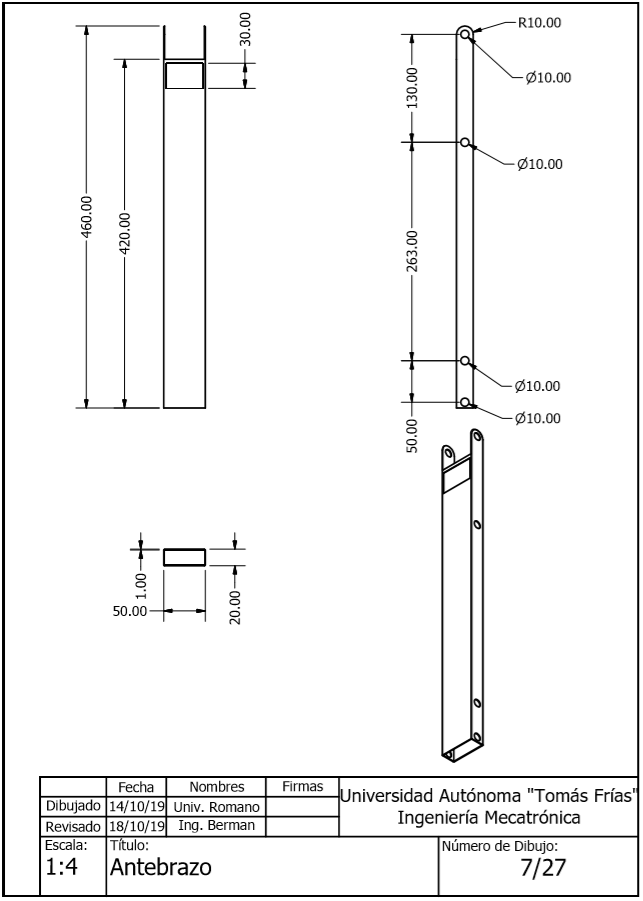 30.00
460.00
420.00
R10.00
Ø10.00
130.00
Ø10.00
263.00
Ø10.00
50.00
Ø10.00
1.00
50.00
20.00
Fecha Nombres Firmas
Dibujado 14/10/19 Univ. Romano
Revisado 18/10/19 Ing. Berman
Universidad Autónoma "Tomás Frías"
Ingeniería Mecatrónica
Escala:
1:4
Título:
Antebrazo
Número de Dibujo:
7/27